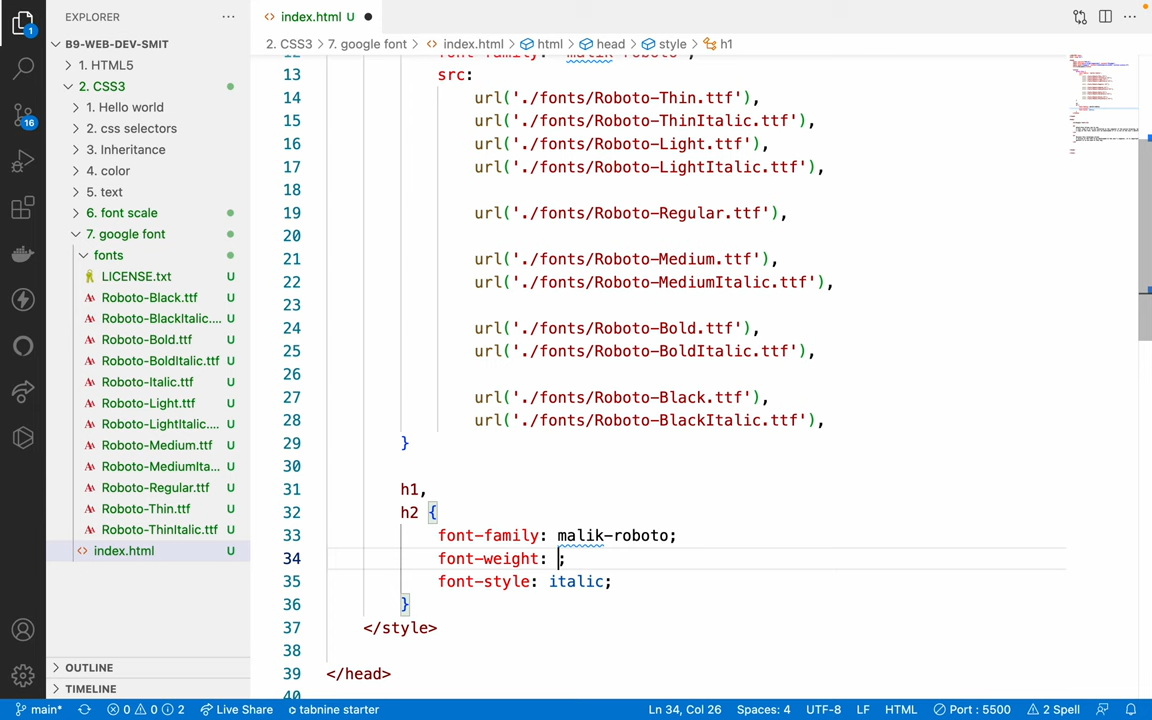 EXPLORER
index.html U
B9-WEB-DEV-SMIT
2. CSS3 > 7. google font > index.html > html > head > style > h1
1. HTML5
2. CSS3
1. Hello world
2. css selectors
3. Inheritance
4. color
5. text
6. font scale
7. google font
fonts
LICENSE.txt U
Roboto-Black.ttf U
Roboto-BlackItalic.... U
Roboto-Bold.ttf U
Roboto-BoldItalic.ttf U
Roboto-Italic.ttf U
Roboto-Light.ttf U
Roboto-LightItalic.... U
Roboto-Medium.ttf U
Roboto-MediumIta... U
Roboto-Regular.ttf U
Roboto-Thin.ttf U
Roboto-ThinItalic.ttf U
index.html U
OUTLINE
TIMELINE
1
16
12 font-family: "malik-roboto";
13 src:
14 url('./fonts/Roboto-Thin.ttf'),
15 url('./fonts/Roboto-ThinItalic.ttf'),
16 url('./fonts/Roboto-Light.ttf'),
17 url('./fonts/Roboto-LightItalic.ttf'),
18
19 url('./fonts/Roboto-Regular.ttf'),
20
21 url('./fonts/Roboto-Medium.ttf'),
22 url('./fonts/Roboto-MediumItalic.ttf'),
23
24 url('./fonts/Roboto-Bold.ttf'),
25 url('./fonts/Roboto-BoldItalic.ttf'),
26
27 url('./fonts/Roboto-Black.ttf'),
28 url('./fonts/Roboto-BlackItalic.ttf'),
29 }
30
31 h1,
32 h2 {
33 font-family: malik-roboto;
34 font-weight: ;
35 font-style: italic;
36 }
37 </style>
38
39 </head>
40
main* 0 0 2 Live Share tabnine starter Ln 34, Col 26 Spaces: 4 UTF-8 LF HTML Port : 5500 2 Spell